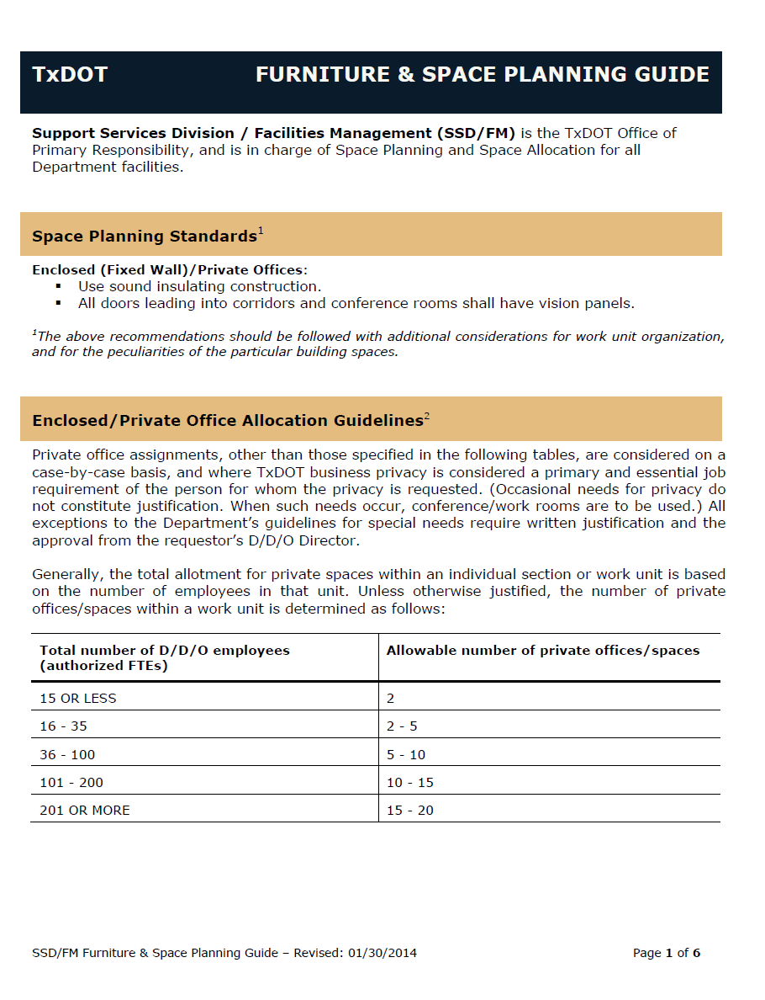 TxDOT FURNITURE & SPACE PLANNING GUIDE
Support Services Division / Facilities Management (SSD/FM) is the TxDOT Office of
Primary Responsibility, and is in charge of Space Planning and Space Allocation for all
Department facilities.
Space Planning Standards1
Enclosed (Fixed Wall)/Private Offices:
▪ Use sound insulating construction.
▪ All doors leading into corridors and conference rooms shall have vision panels.
1The above recommendations should be followed with additional considerations for work unit organization,
and for the peculiarities of the particular building spaces.
Enclosed/Private Office Allocation Guidelines2
Private office assignments, other than those specified in the following tables, are considered on a
case-by-case basis, and where TxDOT business privacy is considered a primary and essential job
requirement of the person for whom the privacy is requested. (Occasional needs for privacy do
not constitute justification. When such needs occur, conference/work rooms are to be used.) All
exceptions to the Department’s guidelines for special needs require written justification and the
approval from the requestor’s D/D/O Director.
Generally, the total allotment for private spaces within an individual section or work unit is based
on the number of employees in that unit. Unless otherwise justified, the number of private
offices/spaces within a work unit is determined as follows:
Total number of D/D/O employees Allowable number of private offices/spaces
(authorized FTEs)
15 OR LESS 2
16 - 35 2 - 5
36 - 100 5 - 10
101 - 200 10 - 15
201 OR MORE 15 - 20
SSD/FM Furniture & Space Planning Guide – Revised: 01/30/2014 Page 1 of 6